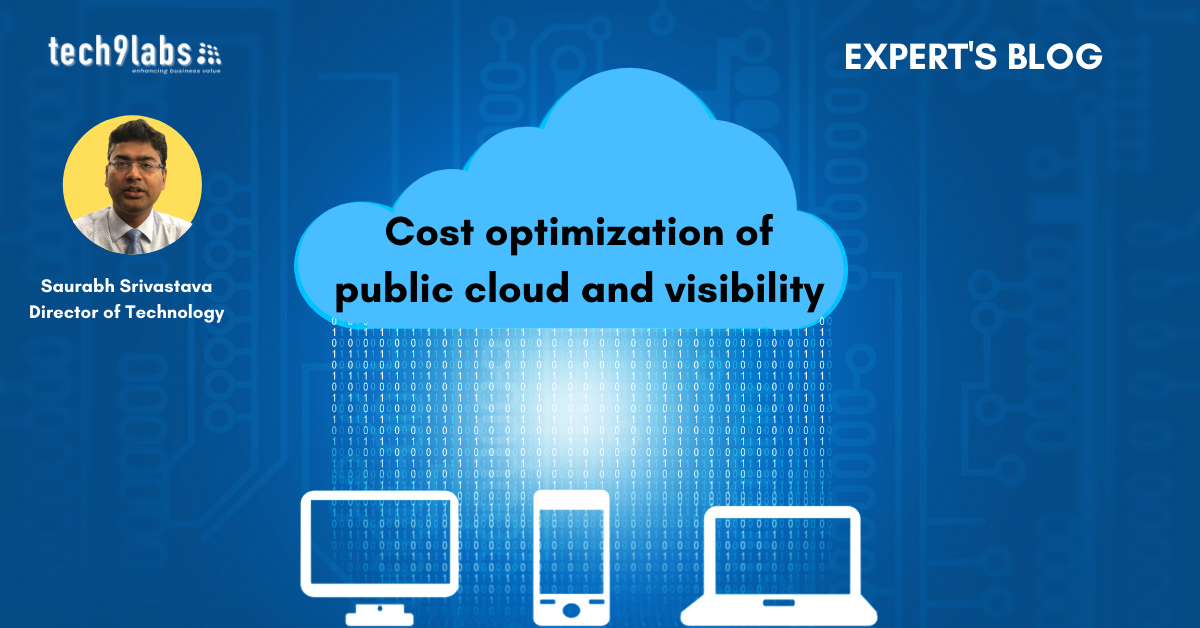 tech9labs
enhancing business value
EXPERT'S BLOG
Saurabh Srivastava
Director of Technology
Cost optimization of
public cloud and visibility